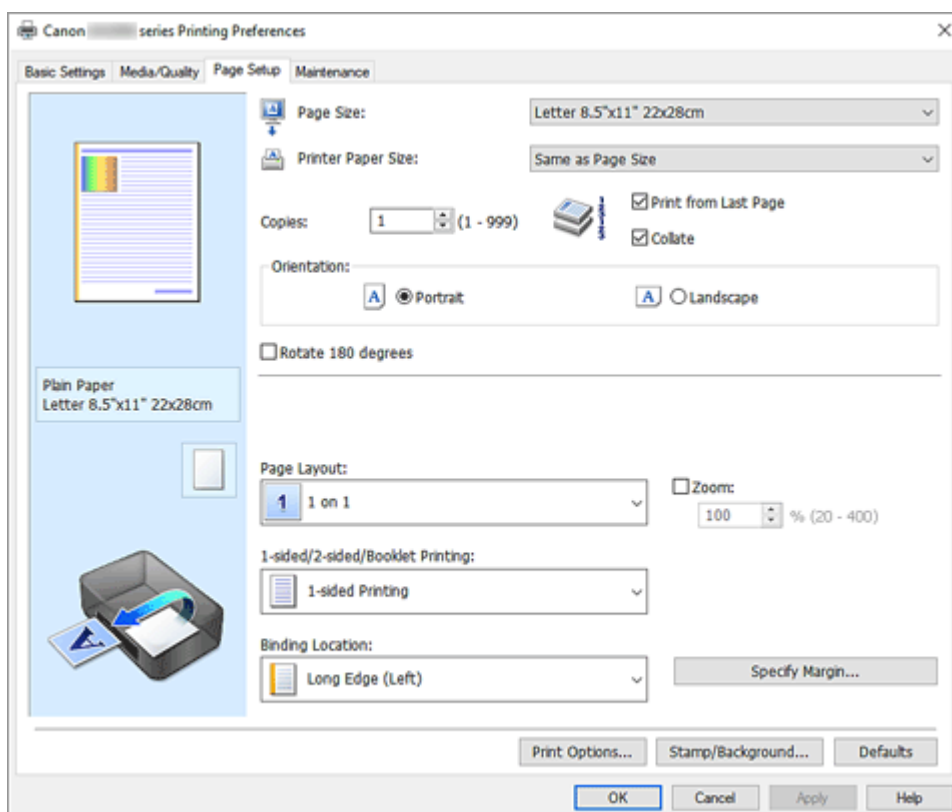 Canon series Printing Preferences
Basic Settings Media/Quality Page Setup Maintenance
Page Size: Letter 8.5"x11" 22x28cm
Printer Paper Size: Same as Page Size
Copies: 1 (1 - 999)
Print from Last Page
Collate
Orientation:
A Portrait A Landscape
Rotate 180 degrees
Plain Paper
Letter 8.5"x11" 22x28cm
Page Layout:
1 1 on 1
Zoom:
100 % (20 - 400)
1-sided/2-sided/Booklet Printing:
1-sided Printing
Binding Location:
Long Edge (Left)
Specify Margin...
A
Print Options... Stamp/Background... Defaults
OK Cancel Apply Help